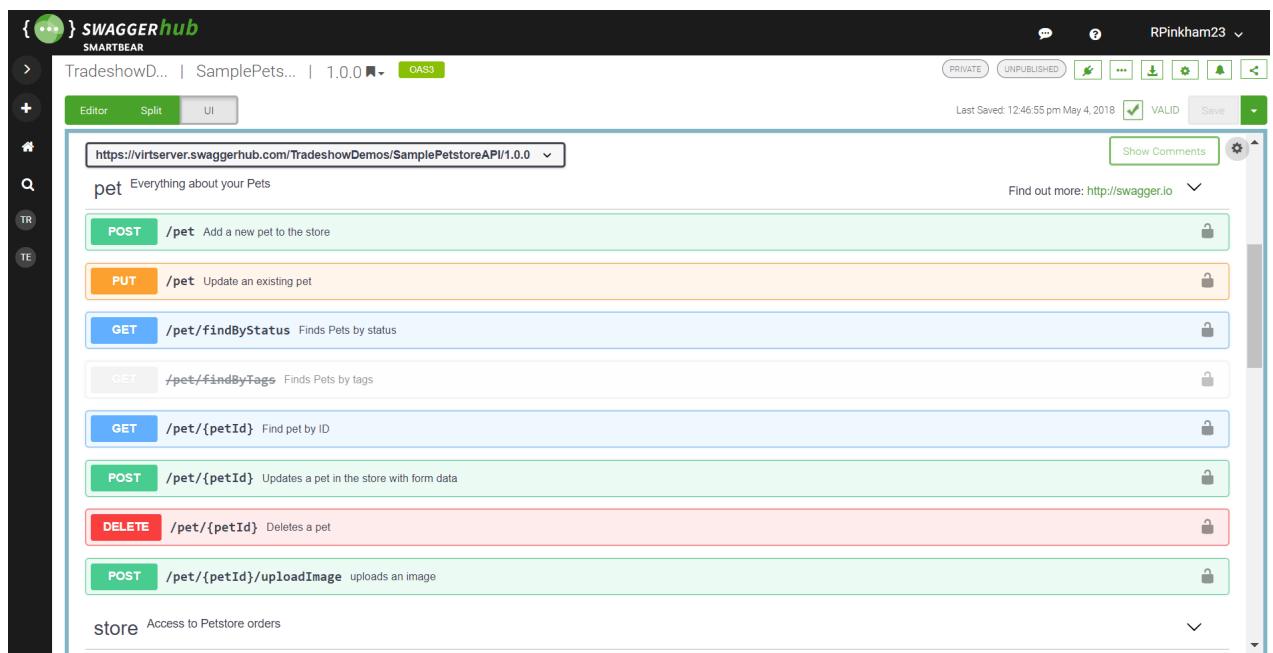 { ··· } SWAGGERhub
SMARTBEAR
RPinkham23
TradeshowD... | SamplePets... | 1.0.0 OAS3 PRIVATE UNPUBLISHED
Editor Split UI Last Saved: 12:46:55 pm May 4, 2018 VALID Save
https://virtserver.swaggerhub.com/TradeshowDemos/SamplePetstoreAPI/1.0.0 Show Comments
pet Everything about your Pets Find out more: http://swagger.io
TR
TE
POST /pet Add a new pet to the store
PUT /pet Update an existing pet
GET /pet/findByStatus Finds Pets by status
GET /pet/findByTags Finds Pets by tags
GET /pet/{petId} Find pet by ID
POST /pet/{petId} Updates a pet in the store with form data
DELETE /pet/{petId} Deletes a pet
POST /pet/{petId}/uploadImage uploads an image
store Access to Petstore orders